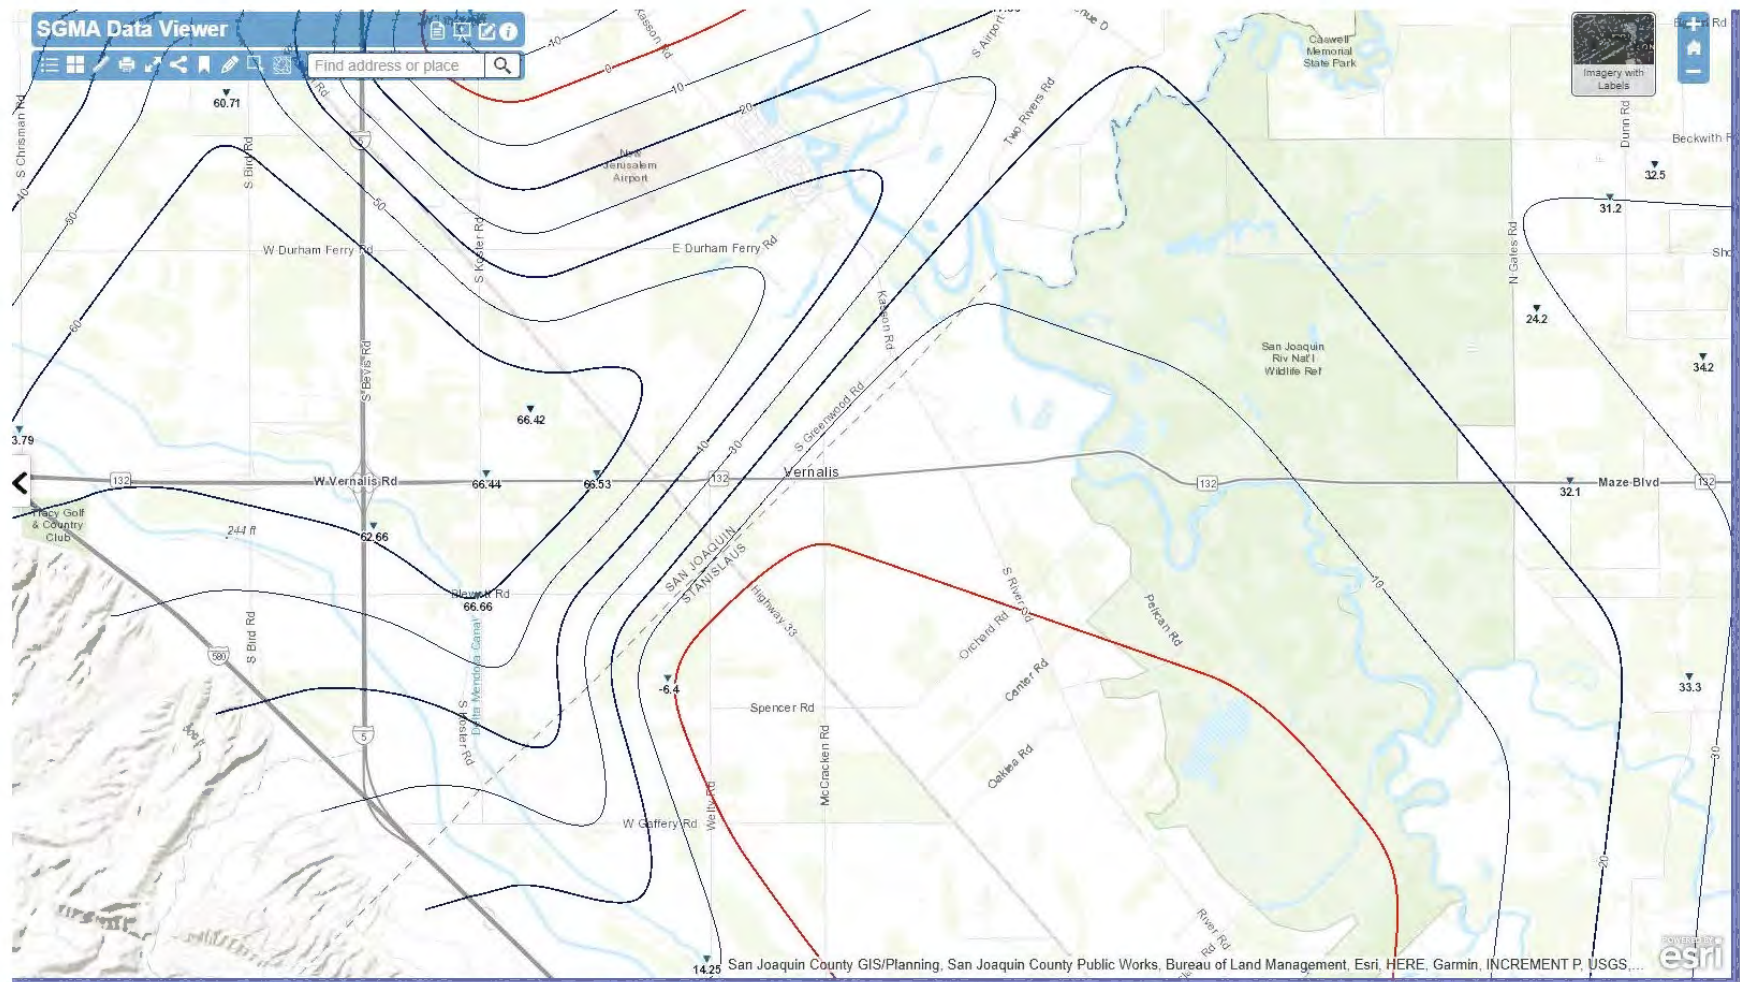 SGMA Data Viewer
Find address or place
Imagery with
Labels
Caswell
Memorial
State Park
S Airport
Kasson Rd
S Chrisman Rd
60.71
-10
0
10
20
Two Rivers Rd
Dunn Rd
Beckwith R
32.5
31.2
New
Jerusalem
Airport
S Bird Rd
5
40
50
50
W Durham Ferry Rd
S Koster Rd
E Durham Ferry Rd
N Gates Rd
Sho
24.2
60
Kasson Rd
San Joaquin
Riv Nat'l
Wildlife Ref
34.2
S Bevis Rd
66.42
S Greenwood Rd
3.79
40
30
132
W Vernalis Rd
66.44
66.53
132
Vernalis
132
32.1
Maze Blvd
132
Tracy Golf
& Country
Club
244 ft
62.66
SAN JOAQUIN
STANISLAUS
10
Blewett Rd
66.66
Highway 33
S River Rd
0
Orchard Rd
Pelican Rd
S Bird Rd
580
Delta Mendota Canal
S Koster Rd
-6.4
Center Rd
33.3
Spencer Rd
5
McCracken Rd
Oaklea Rd
30
Welty Rd
W Gaffery Rd
20
River Rd
14.25
San Joaquin County GIS/Planning, San Joaquin County Public Works, Bureau of Land Management, Esri, HERE, Garmin, INCREMENT P, USGS,...
POWERED BY
esri